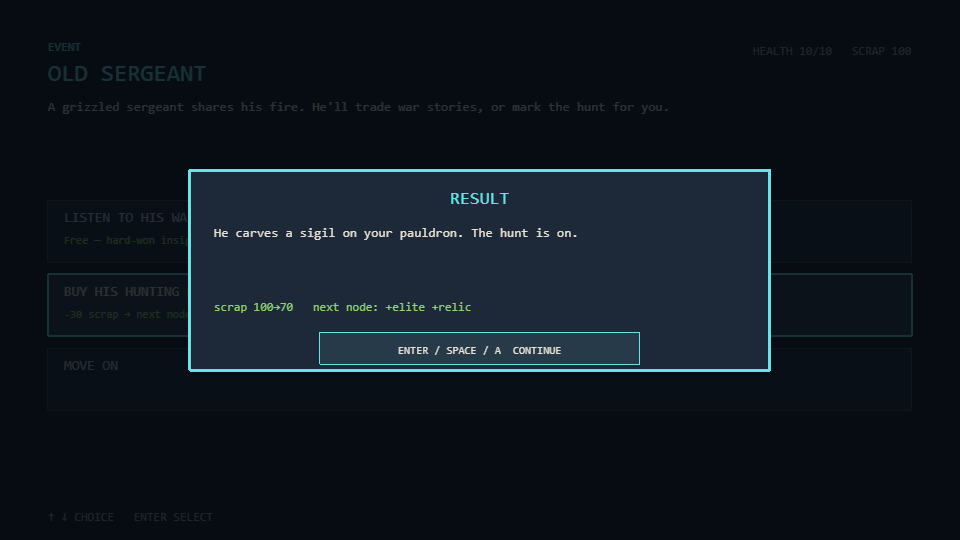 EVENT
HEALTH 10/10 SCRAP 100
OLD SERGEANT
A grizzled sergeant shares his fire. He'll trade war stories, or mark the hunt for you.
RESULT
LISTEN TO HIS WA
He carves a sigil on your pauldron. The hunt is on.
Free — hard-won insig
BUY HIS HUNTING
scrap 100→70 next node: +elite +relic
-30 scrap → next node
ENTER / SPACE / A CONTINUE
MOVE ON
↑ ↓ CHOICE ENTER SELECT